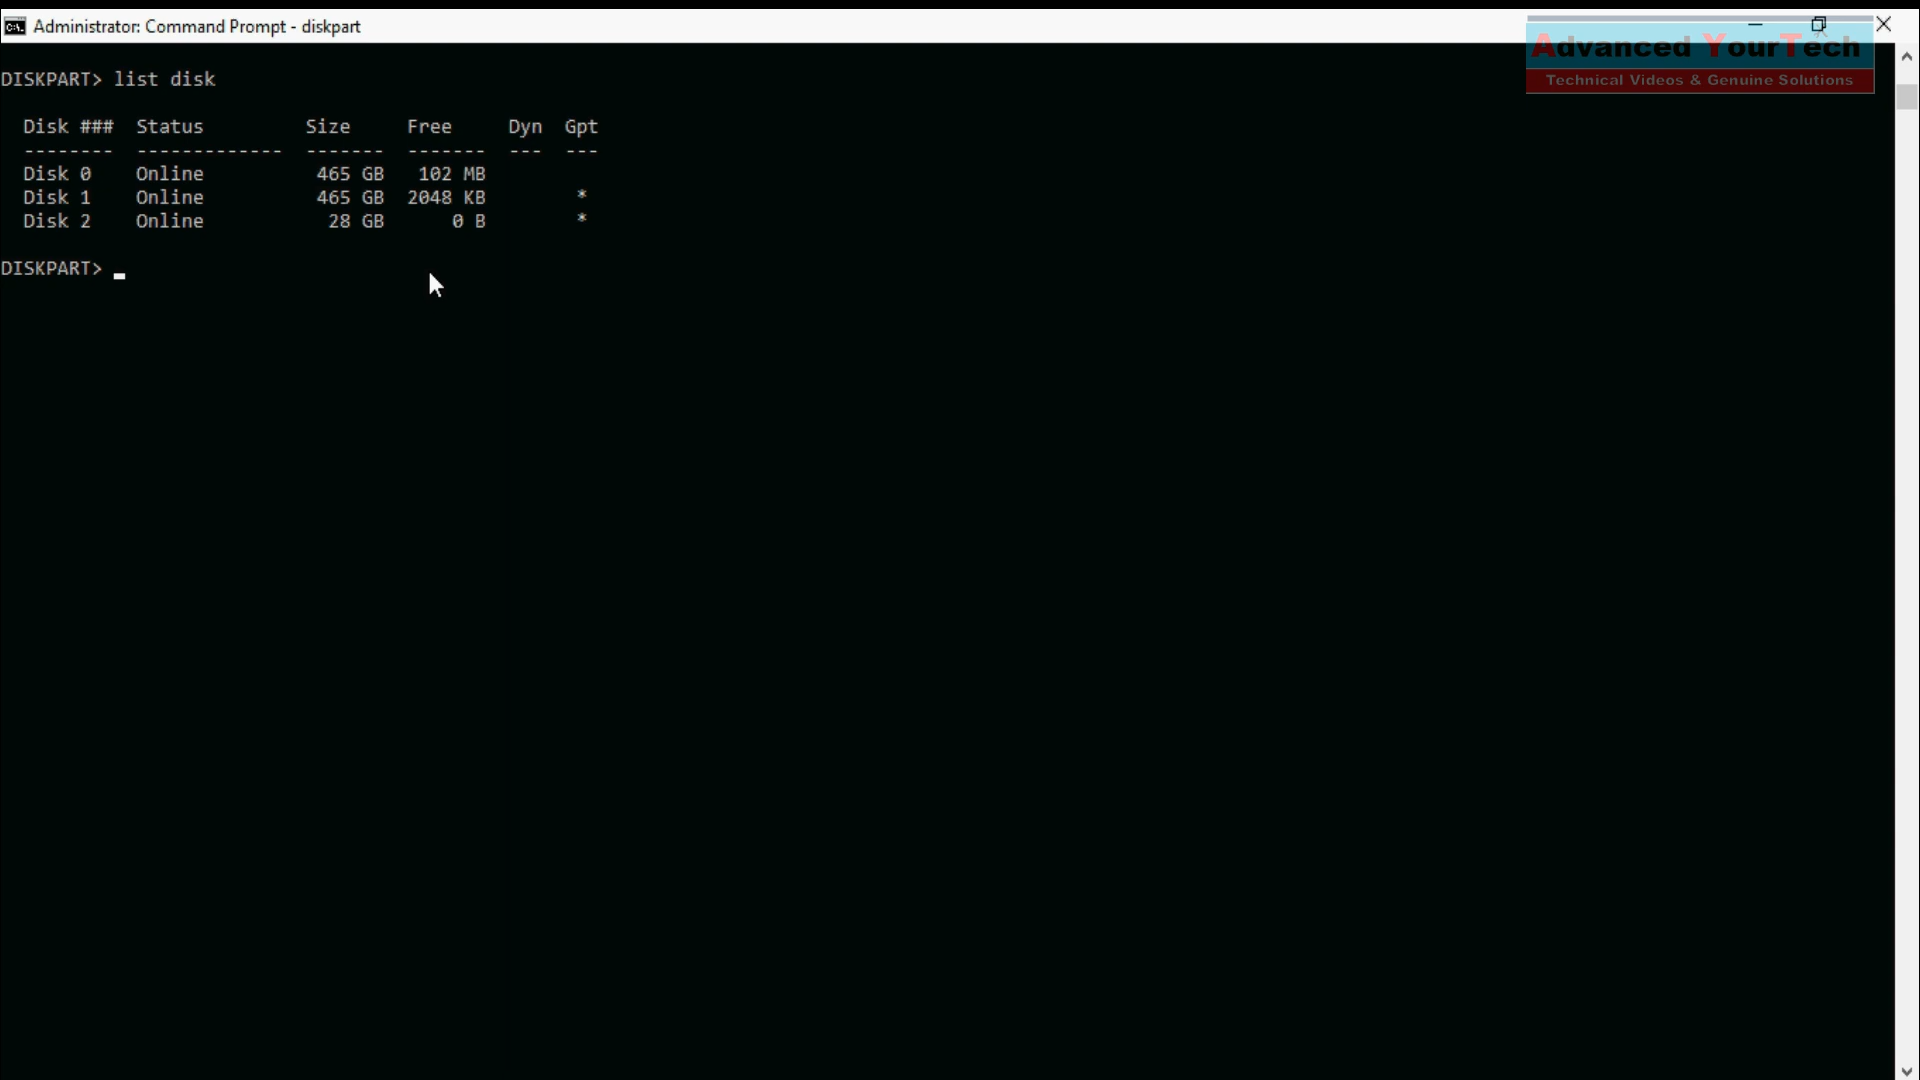 Administrator: Command Prompt - diskpart
Advanced YourTech
Technical Videos & Genuine Solutions
DISKPART> list disk
Disk ###  Status         Size     Free     Dyn  Gpt
--------  -------------  -------  -------  ---  ---
Disk 0    Online          465 GB   102 MB
Disk 1    Online          465 GB  2048 KB        *
Disk 2    Online           28 GB      0 B        *
DISKPART>